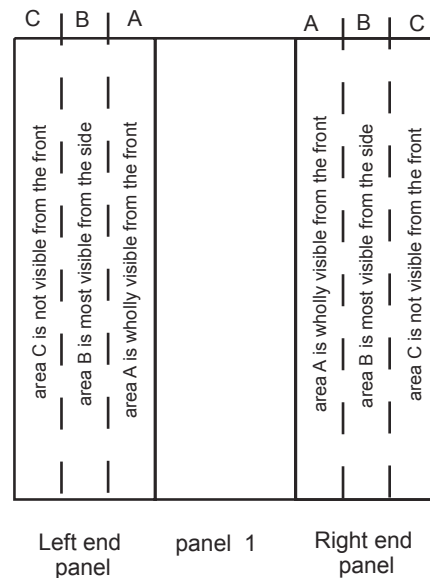 C B A
A B C
area C is not visible from the front
area B is most visible from the side
area A is wholly visible from the front
area A is wholly visible from the front
area B is most visible from the side
area C is not visible from the front
Left end
panel
panel 1
Right end
panel